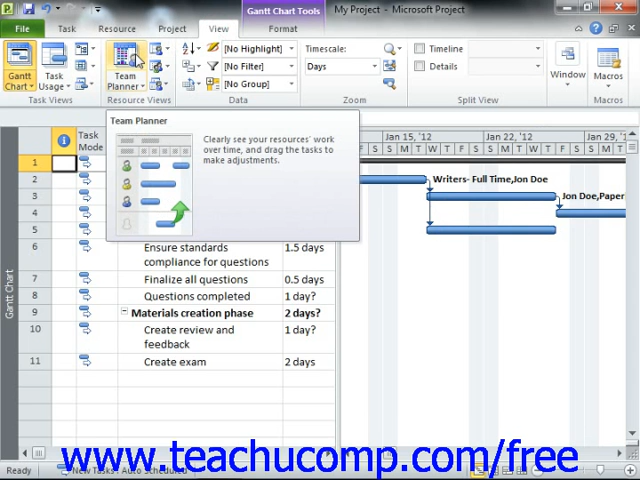 Gantt Chart Tools
My Project - Microsoft Project
File Task Resource Project View Format
Gantt Chart
Task Usage
Team Planner
[No Highlight]
[No Filter]
[No Group]
Timescale:
Days
Timeline
Details
Window
Macros
Task Views Resource Views Data Zoom Split View Macros
Team Planner
Clearly see your resources' work
over time, and drag the tasks to
make adjustments.
Task Mode
Jan 15, '12 Jan 22, '12 Jan 29, '1
F S S M T W T F S S M T W T F S S M T W
1
2 Writers- Full Time,Jon Doe
3 Jon Doe,Paper
4
5
6 Ensure standards compliance for questions 1.5 days
7 Finalize all questions 0.5 days
8 Questions completed 1 day?
9 Materials creation phase 2 days?
10 Create review and feedback 1 day?
11 Create exam 2 days
Gantt Chart
www.teachucomp.com/free
Ready New Tasks : Auto Scheduled